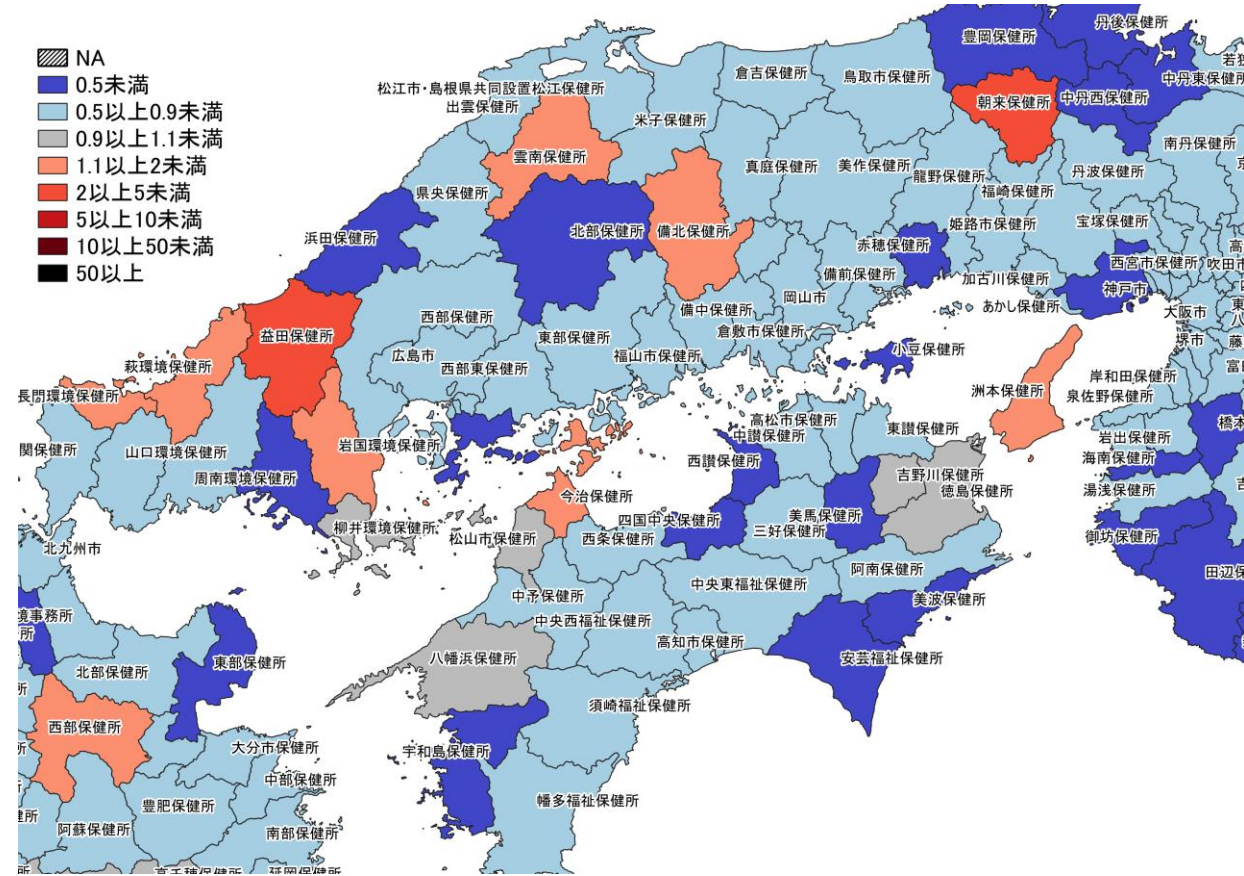 NA
0.5未満
0.5以上0.9未満
0.9以上1.1未満
1.1以上2未満
2以上5未満
5以上10未満
10以上50未満
50以上
丹後保健所
豊岡保健所
若狭
中丹東保健所
倉吉保健所
鳥取市保健所
松江市・島根県共同設置松江保健所
出雲保健所
朝来保健所
中丹西保健所
米子保健所
南丹保健所
雲南保健所
真庭保健所
美作保健所
龍野保健所
丹波保健所
県央保健所
福崎保健所
姫路市保健所
宝塚保健所
浜田保健所
北部保健所
備北保健所
赤穂保健所
西宮市保健所
吹田市
備前保健所
加古川保健所
神戸市
岡山市
あかし保健所
備中保健所
大阪市
西部保健所
東部保健所
倉敷市保健所
益田保健所
堺市
広島市
福山市保健所
小豆保健所
西部東保健所
萩環境保健所
岸和田保健所
長門環境保健所
洲本保健所
泉佐野保健所
高松市保健所
東讃保健所
中讃保健所
橋本
関保健所
山口環境保健所
岩国環境保健所
岩出保健所
西讃保健所
海南保健所
周南環境保健所
吉野川保健所
徳島保健所
湯浅保健所
今治保健所
美馬保健所
四国中央保健所
柳井環境保健所
三好保健所
松山市保健所
西条保健所
御坊保健所
北九州市
阿南保健所
田辺保
中央東福祉保健所
中予保健所
美波保健所
境事務所
中央西福祉保健所
高知市保健所
安芸福祉保健所
北部保健所
東部保健所
八幡浜保健所
須崎福祉保健所
西部保健所
大分市保健所
宇和島保健所
中部保健所
豊肥保健所
幡多福祉保健所
阿蘇保健所
南部保健所
高千穂保健所
延岡保健所